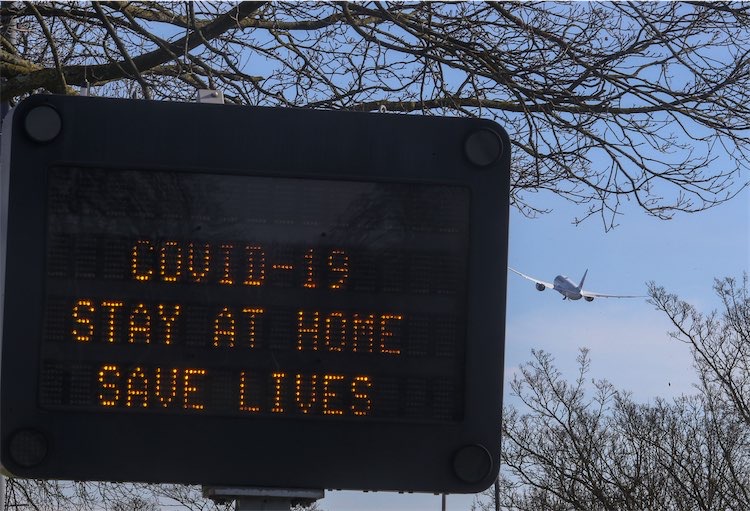 COVID-19
STAY AT HOME
SAVE LIVES